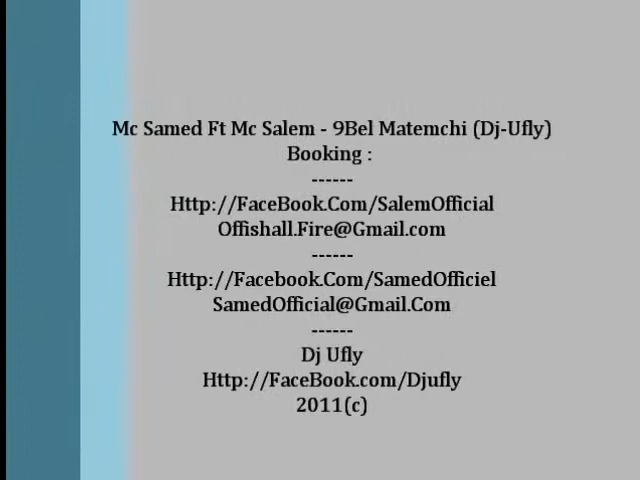 Mc Samed Ft Mc Salem - 9Bel Matemchi (Dj-Ufly)
Booking :
------
Http://FaceBook.Com/SalemOfficial
Offishall.Fire@Gmail.com
------
Http://Facebook.Com/SamedOfficiel
SamedOfficial@Gmail.Com
------
Dj Ufly
Http://FaceBook.com/Djufly
2011(c)